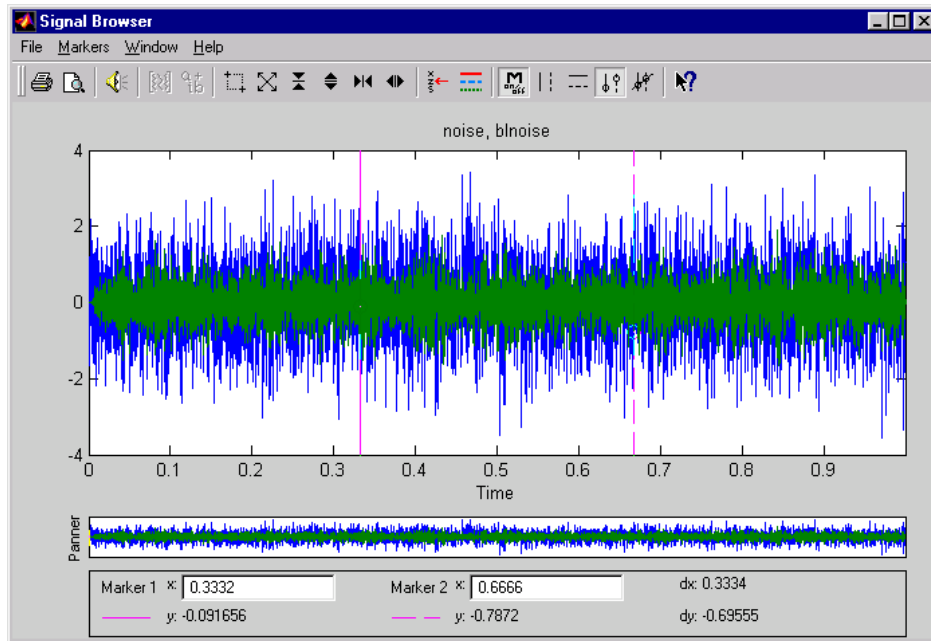 Signal Browser
File Markers Window Help
M
on/off
noise, blnoise
4
2
0
-2
-4
0 0.1 0.2 0.3 0.4 0.5 0.6 0.7 0.8 0.9
Time
Panner
Marker 1 x: 0.3332 Marker 2 x: 0.6666 dx: 0.3334
y: -0.091656 y: -0.7872 dy: -0.69555